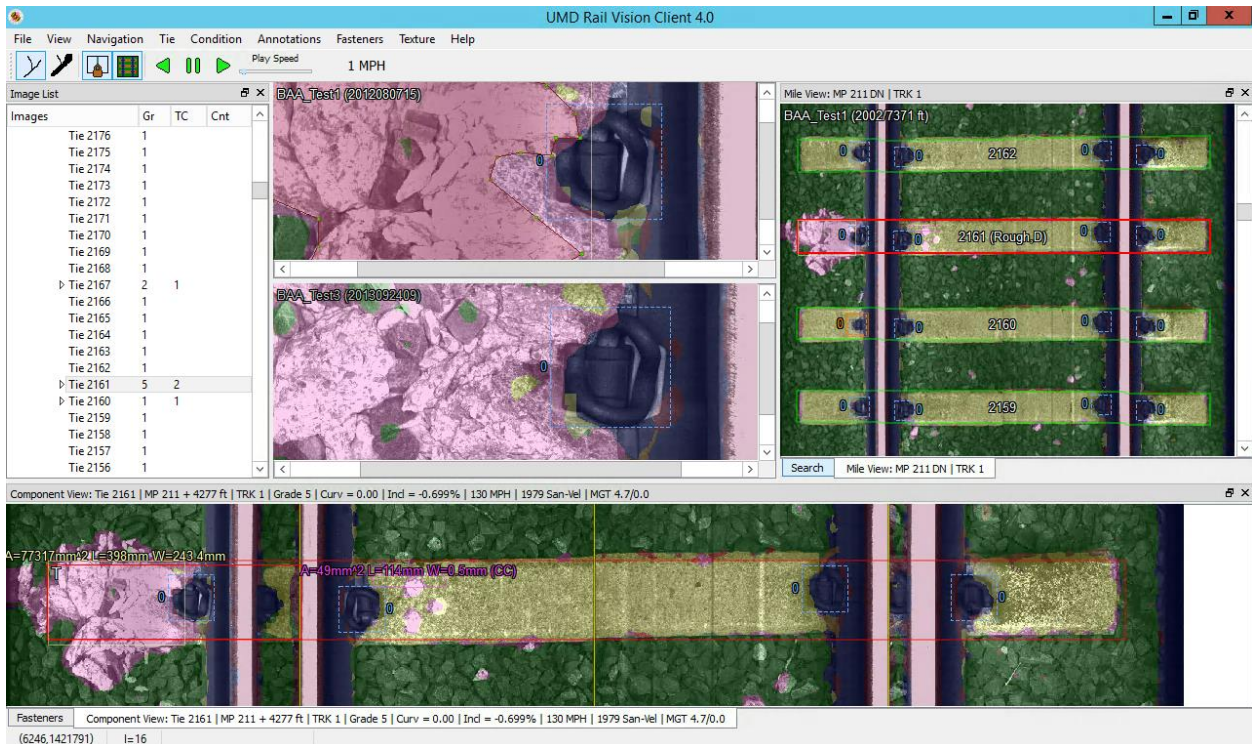 UMD Rail Vision Client 4.0
File View Navigation Tie Condition Annotations Fasteners Texture Help
Play Speed
1 MPH
Image List
Images Gr TC Cnt
Tie 2176 1
Tie 2175 1
Tie 2174 1
Tie 2173 1
Tie 2172 1
Tie 2171 1
Tie 2170 1
Tie 2169 1
Tie 2168 1
Tie 2167 2 1
Tie 2166 1
Tie 2165 1
Tie 2164 1
Tie 2163 1
Tie 2162 1
Tie 2161 5 2
Tie 2160 1 1
Tie 2159 1
Tie 2158 1
Tie 2157 1
Tie 2156 1
BAA_Test1 (2012080715)
0
BAA_Test3 (2013092409)
0
Mile View: MP 211 DN | TRK 1
BAA_Test1 (2002/7371 ft)
0 0 2162 0 0
0 0 2161 (Rough,D) 0 0
0 0 2160 0 0
0 0 2159 0 0
Search Mile View: MP 211 DN | TRK 1
Component View: Tie 2161 | MP 211 + 4277 ft | TRK 1 | Grade 5 | Curv = 0.00 | Incl = -0.699% | 130 MPH | 1979 San-Vel | MGT 4.7/0.0
A=77317mm^2 L=398mm W=243.4mm
T
A=49mm^2 L=114mm W=0.5mm (CC)
0 0 0 0
Fasteners Component View: Tie 2161 | MP 211 + 4277 ft | TRK 1 | Grade 5 | Curv = 0.00 | Incl = -0.699% | 130 MPH | 1979 San-Vel | MGT 4.7/0.0
(6246,1421791) I=16